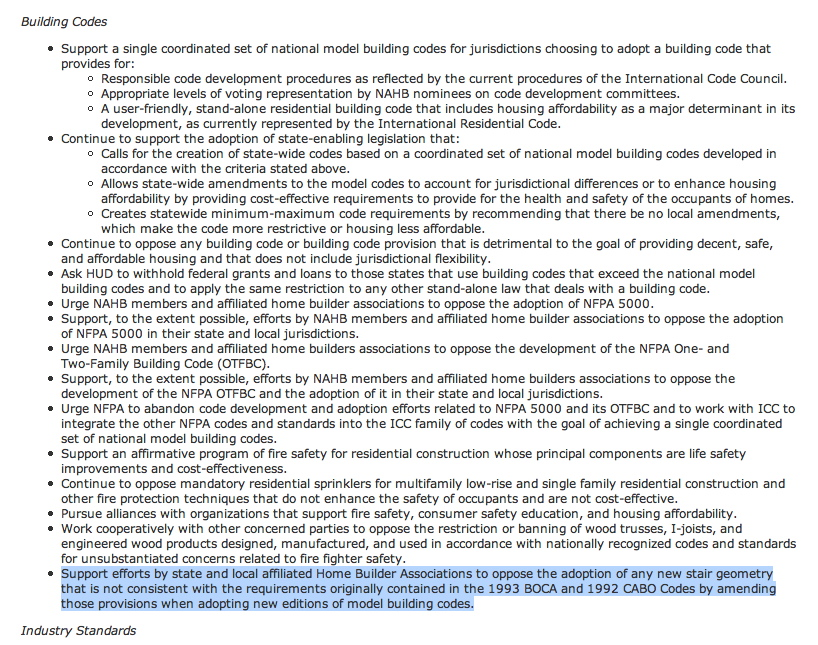 Building Codes
• Support a single coordinated set of national model building codes for jurisdictions choosing to adopt a building code that
provides for:
◦ Responsible code development procedures as reflected by the current procedures of the International Code Council.
◦ Appropriate levels of voting representation by NAHB nominees on code development committees.
◦ A user-friendly, stand-alone residential building code that includes housing affordability as a major determinant in its
development, as currently represented by the International Residential Code.
• Continue to support the adoption of state-enabling legislation that:
◦ Calls for the creation of state-wide codes based on a coordinated set of national model building codes developed in
accordance with the criteria stated above.
◦ Allows state-wide amendments to the model codes to account for jurisdictional differences or to enhance housing
affordability by providing cost-effective requirements to provide for the health and safety of the occupants of homes.
◦ Creates statewide minimum-maximum code requirements by recommending that there be no local amendments,
which make the code more restrictive or housing less affordable.
• Continue to oppose any building code or building code provision that is detrimental to the goal of providing decent, safe,
and affordable housing and that does not include jurisdictional flexibility.
• Ask HUD to withhold federal grants and loans to those states that use building codes that exceed the national model
building codes and to apply the same restriction to any other stand-alone law that deals with a building code.
• Urge NAHB members and affiliated home builder associations to oppose the adoption of NFPA 5000.
• Support, to the extent possible, efforts by NAHB members and affiliated home builder associations to oppose the adoption
of NFPA 5000 in their state and local jurisdictions.
• Urge NAHB members and affiliated home builders associations to oppose the development of the NFPA One- and
Two-Family Building Code (OTFBC).
• Support, to the extent possible, efforts by NAHB members and affiliated home builders associations to oppose the
development of the NFPA OTFBC and the adoption of it in their state and local jurisdictions.
• Urge NFPA to abandon code development and adoption efforts related to NFPA 5000 and its OTFBC and to work with ICC to
integrate the other NFPA codes and standards into the ICC family of codes with the goal of achieving a single coordinated
set of national model building codes.
• Support an affirmative program of fire safety for residential construction whose principal components are life safety
improvements and cost-effectiveness.
• Continue to oppose mandatory residential sprinklers for multifamily low-rise and single family residential construction and
other fire protection techniques that do not enhance the safety of occupants and are not cost-effective.
• Pursue alliances with organizations that support fire safety, consumer safety education, and housing affordability.
• Work cooperatively with other concerned parties to oppose the restriction or banning of wood trusses, I-joists, and
engineered wood products designed, manufactured, and used in accordance with nationally recognized codes and standards
for unsubstantiated concerns related to fire fighter safety.
• Support efforts by state and local affiliated Home Builder Associations to oppose the adoption of any new stair geometry
that is not consistent with the requirements originally contained in the 1993 BOCA and 1992 CABO Codes by amending
those provisions when adopting new editions of model building codes.
Industry Standards